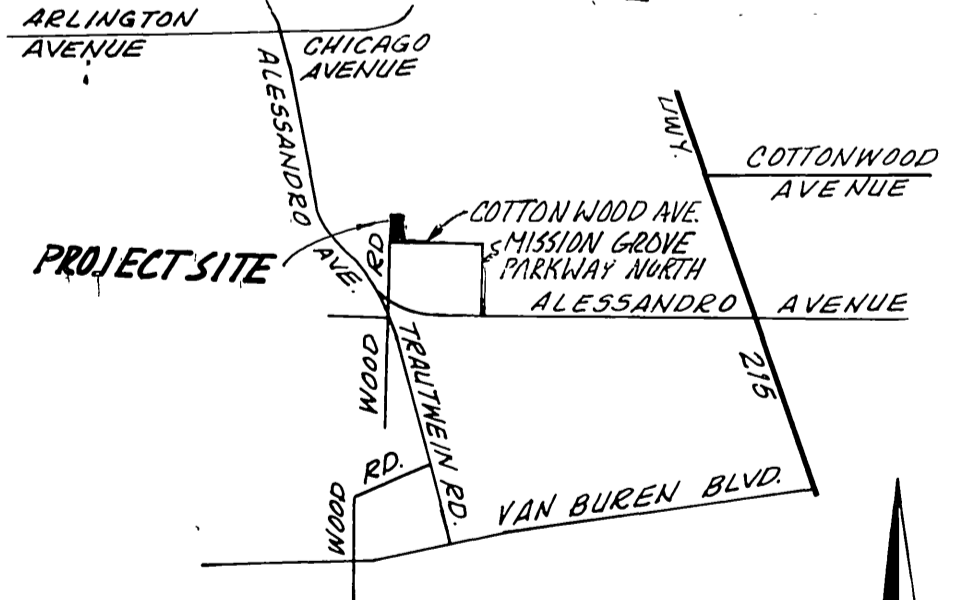 ARLINGTON
AVENUE
CHICAGO
AVENUE
ALESSANDRO
AVE.
HWY.
COTTONWOOD
AVENUE
COTTONWOOD AVE.
MISSION GROVE
PARKWAY NORTH
PROJECT SITE
RD
ALESSANDRO AVENUE
WOOD
TRAUTWEIN RD.
215
RD.
WOOD
VAN BUREN BLVD.